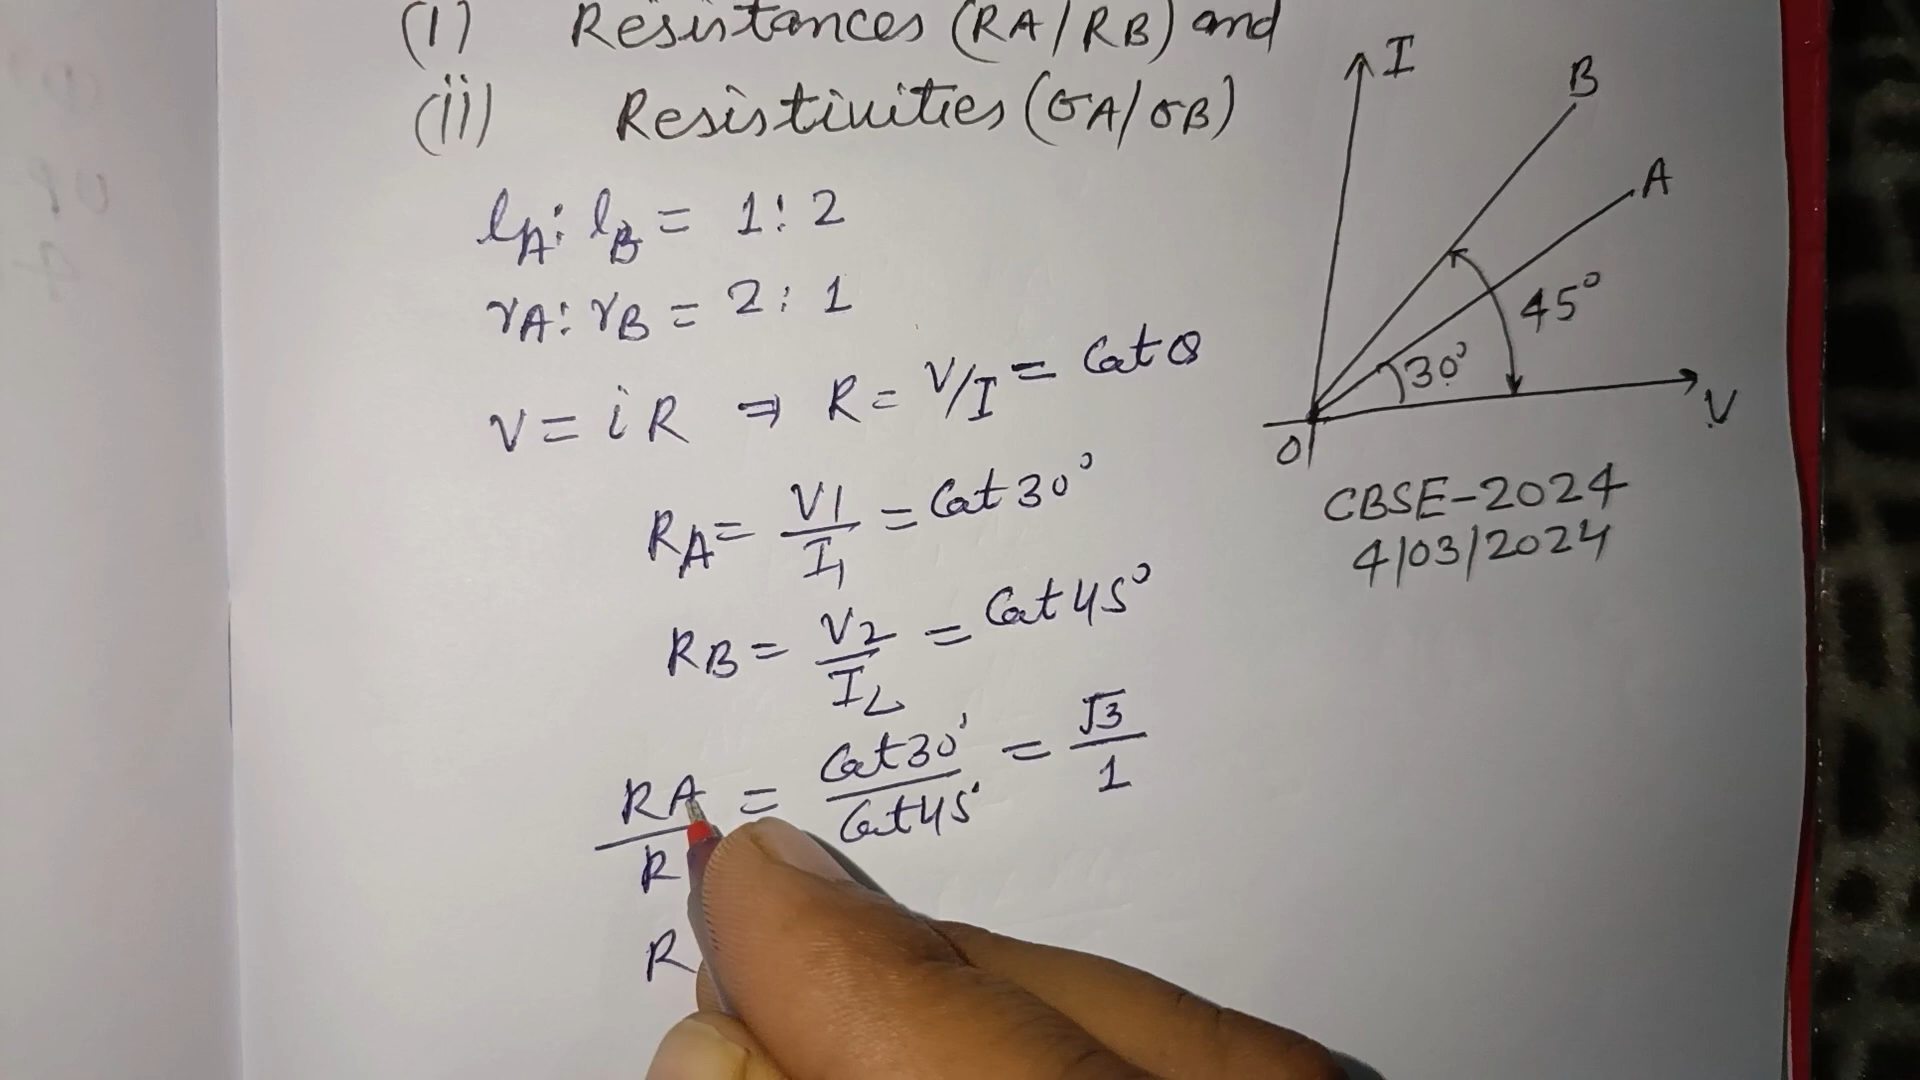 (i) Resistances (RA/RB) and
(ii) Resistivities (σA/σB)
lA : lB = 1 : 2
rA : rB = 2 : 1
V = iR ⇒ R = V/I = Cot θ
RA = V1/I1 = Cot 30°
RB = V2/I2 = Cot 45°
RA/R = Cot 30°/Cot 45° = √3/1
R
I
B
A
45°
30°
V
O
CBSE-2024
4/03/2024